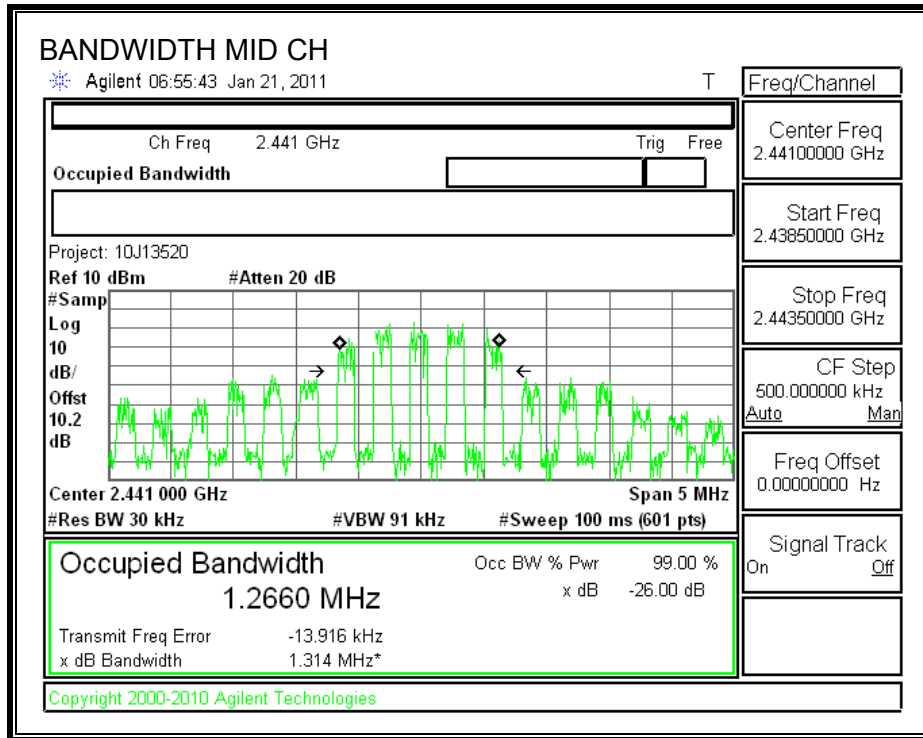 BANDWIDTH MID CH
Agilent 06:55:43 Jan 21, 2011 T
Freq/Channel
Ch Freq 2.441 GHz Trig Free
Occupied Bandwidth
Center Freq
2.44100000 GHz
Start Freq
2.43850000 GHz
Stop Freq
2.44350000 GHz
CF Step
500.000000 kHz
Auto Man
Freq Offset
0.00000000 Hz
Signal Track
On Off
Project: 10J13520
Ref 10 dBm #Atten 20 dB
#Samp
Log
10
dB/
Offst
10.2
dB
Center 2.441 000 GHz Span 5 MHz
#Res BW 30 kHz #VBW 91 kHz #Sweep 100 ms (601 pts)
Occupied Bandwidth Occ BW % Pwr 99.00 %
1.2660 MHz x dB -26.00 dB
Transmit Freq Error -13.916 kHz
x dB Bandwidth 1.314 MHz*
Copyright 2000-2010 Agilent Technologies